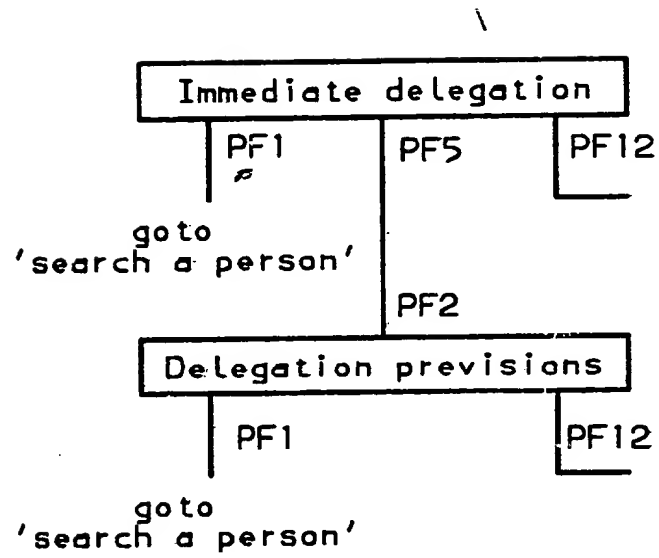 Immediate delegation
PF1 PF5 PF12
goto
'search a person'
PF2
Delegation previsions
PF1 PF12
goto
'search a person'